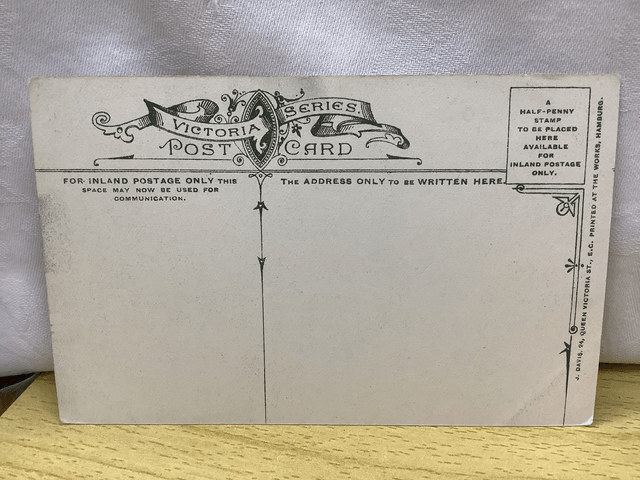 VICTORIA SERIES.
POST CARD
A
HALF-PENNY
STAMP
TO BE PLACED
HERE
AVAILABLE
FOR
INLAND POSTAGE
ONLY.
FOR INLAND POSTAGE ONLY THIS
SPACE MAY NOW BE USED FOR
COMMUNICATION.
THE ADDRESS ONLY TO BE WRITTEN HERE
J. DAVIS, 24, QUEEN VICTORIA ST., E.C. PRINTED AT THE WORKS, HAMBURG.